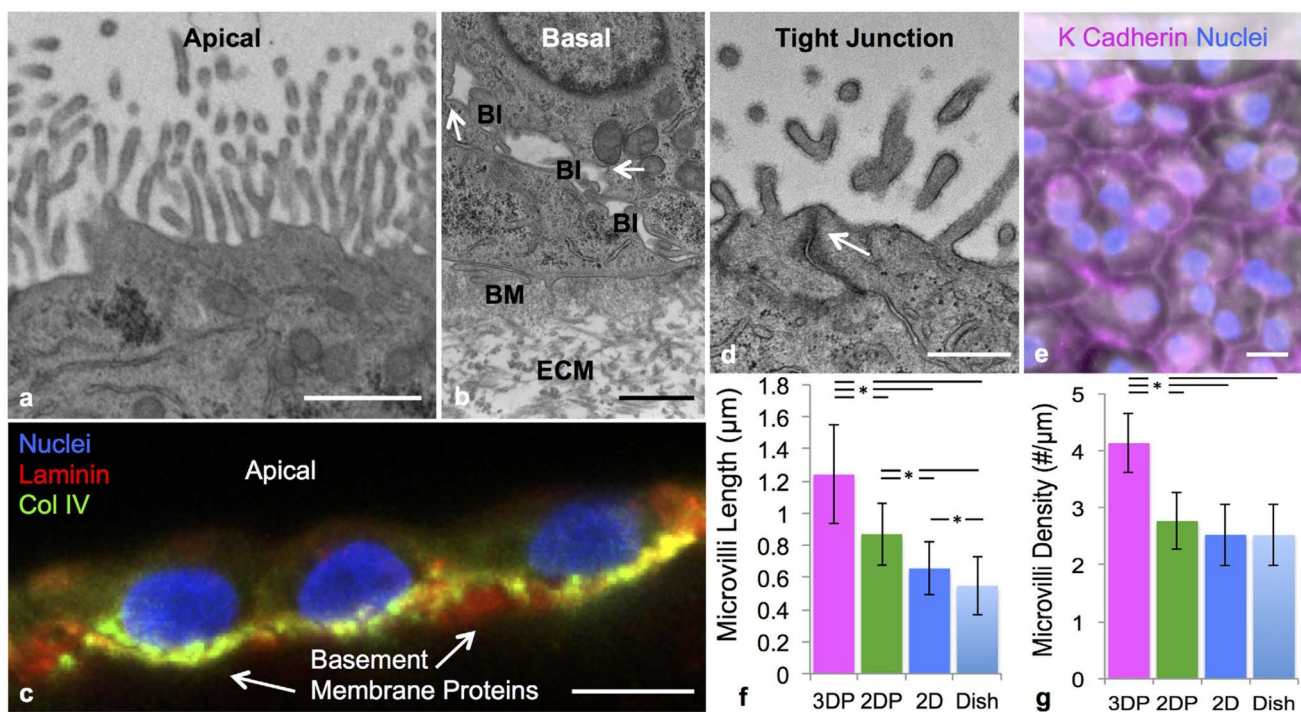 Apical
a
Basal
BI
BI
BI
BM
ECM
b
Tight Junction
d
K Cadherin Nuclei
e
Nuclei
Laminin
Col IV
Apical
Basement
Membrane Proteins
c
Microvilli Length (μm)
1.8
1.6
1.4
1.2
1
0.8
0.6
0.4
0.2
0
*
*
*
3DP 2DP 2D Dish
f
Microvilli Density (#/μm)
5
4
3
2
1
0
*
3DP 2DP 2D Dish
g